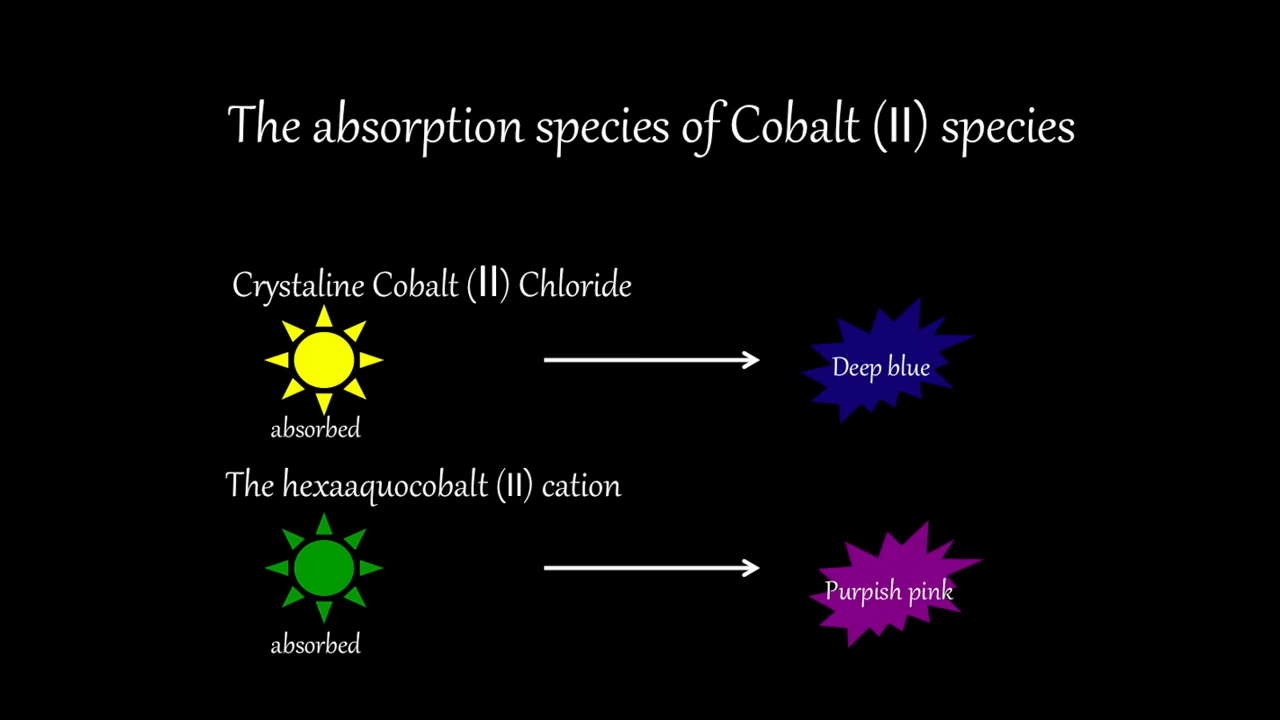 The absorption species of Cobalt (II) species
Crystaline Cobalt (II) Chloride
Deep blue
absorbed
The hexaaquocobalt (II) cation
Purpish pink
absorbed